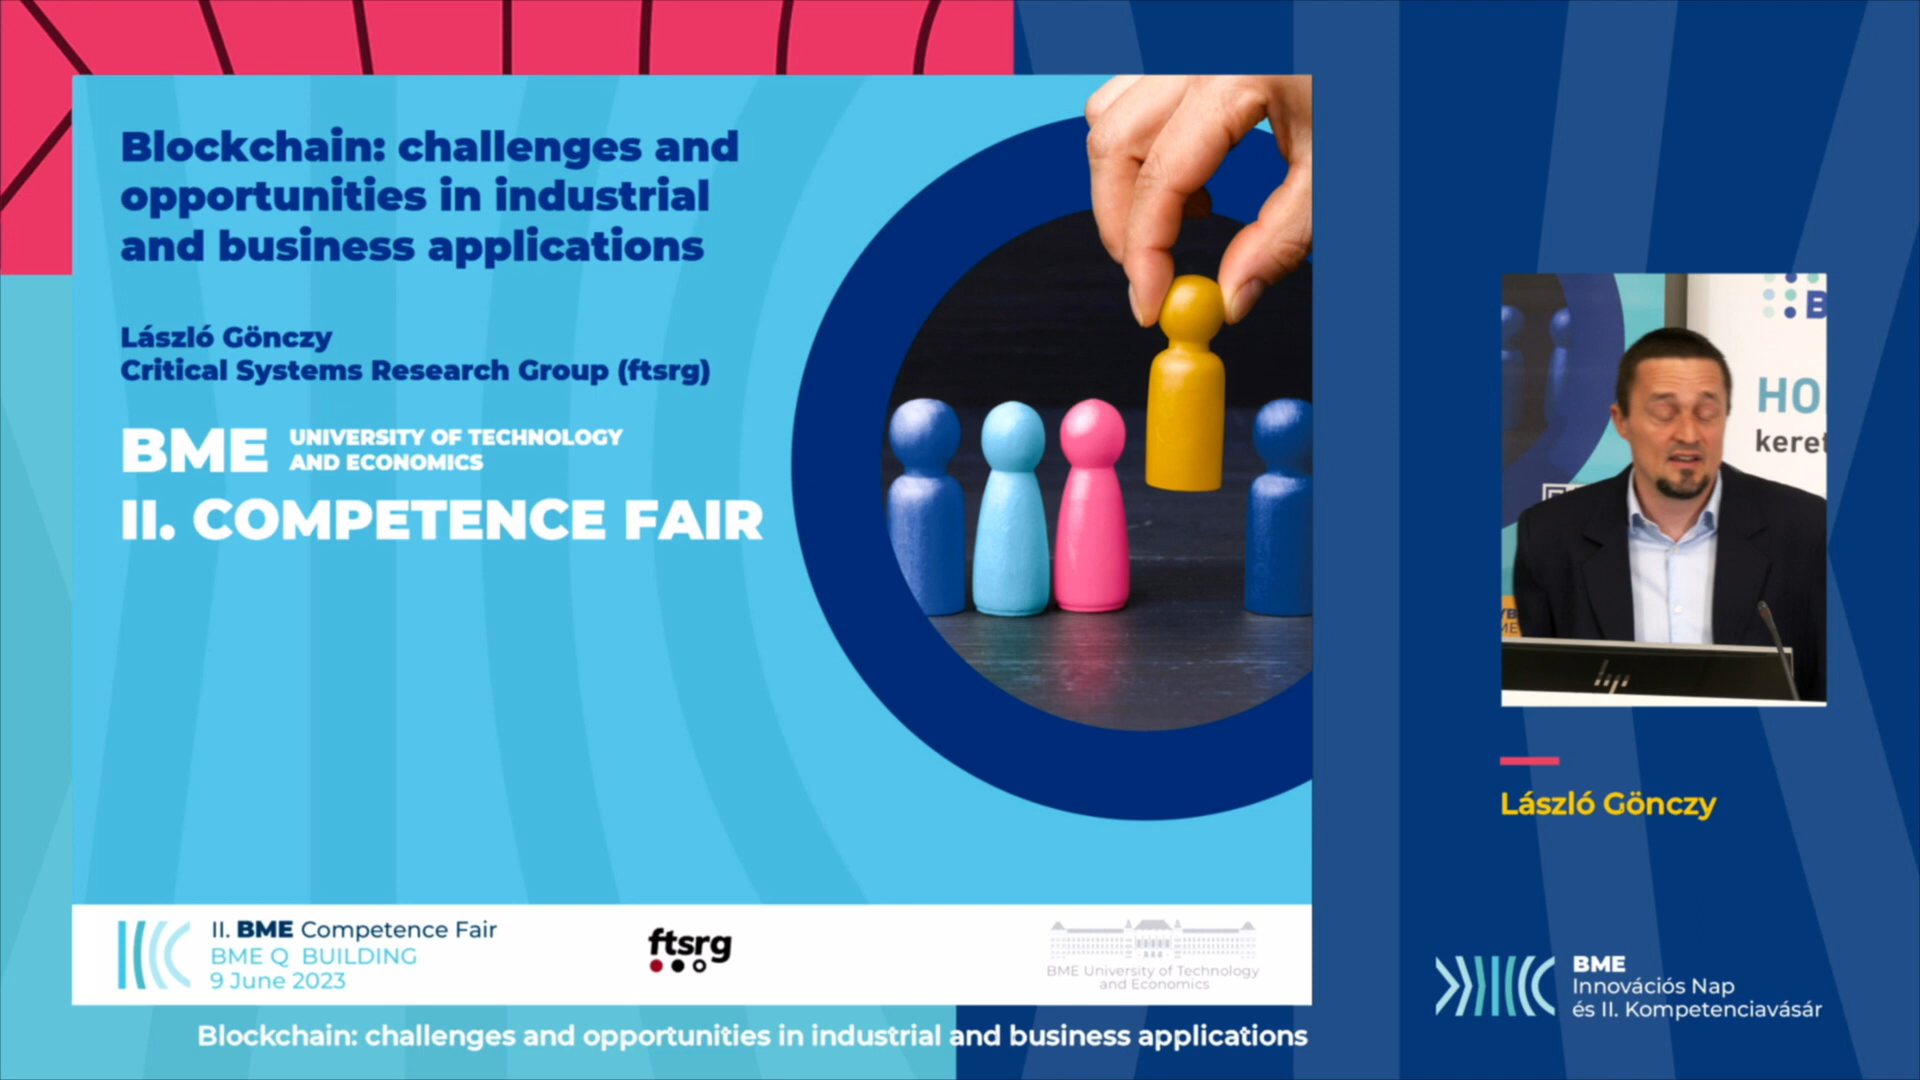 Blockchain: challenges and
opportunities in industrial
and business applications
László Gönczy
Critical Systems Research Group (ftsrg)
BME UNIVERSITY OF TECHNOLOGY
AND ECONOMICS
II. COMPETENCE FAIR
II. BME Competence Fair
BME Q BUILDING
9 June 2023
ftsrg
BME University of Technology
and Economics
Blockchain: challenges and opportunities in industrial and business applications
B
HO
keret
László Gönczy
BME
Innovációs Nap
és II. Kompetenciavásár